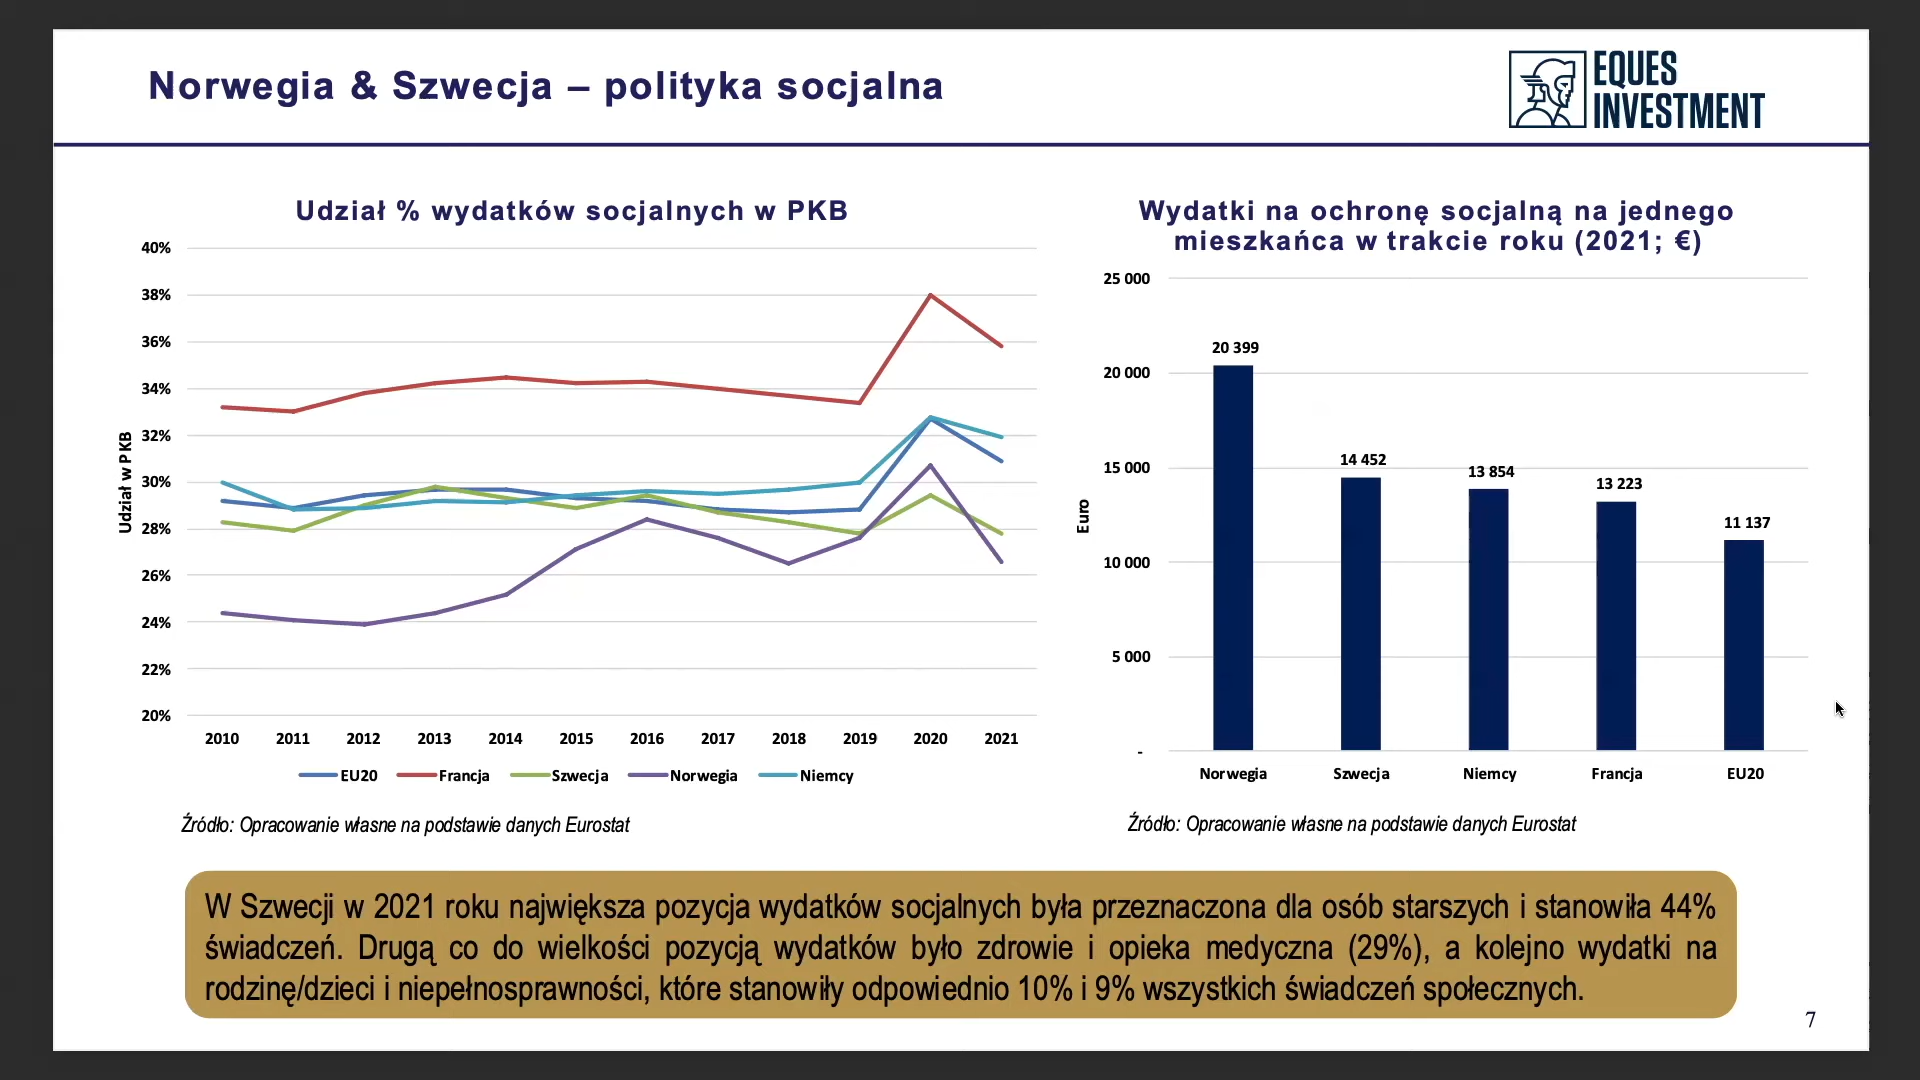 Norwegia & Szwecja – polityka socjalna
EQUES
INVESTMENT
Udział % wydatków socjalnych w PKB
40%
38%
36%
34%
32%
30%
28%
26%
24%
22%
20%
Udział w PKB
2010 2011 2012 2013 2014 2015 2016 2017 2018 2019 2020 2021
EU20 Francja Szwecja Norwegia Niemcy
Źródło: Opracowanie własne na podstawie danych Eurostat
Wydatki na ochronę socjalną na jednego
mieszkańca w trakcie roku (2021; €)
25 000
20 000
15 000
10 000
5 000
-
Euro
20 399
14 452
13 854
13 223
11 137
Norwegia Szwecja Niemcy Francja EU20
Źródło: Opracowanie własne na podstawie danych Eurostat
W Szwecji w 2021 roku największa pozycja wydatków socjalnych była przeznaczona dla osób starszych i stanowiła 44%
świadczeń. Drugą co do wielkości pozycją wydatków było zdrowie i opieka medyczna (29%), a kolejno wydatki na
rodzinę/dzieci i niepełnosprawności, które stanowiły odpowiednio 10% i 9% wszystkich świadczeń społecznych.
7